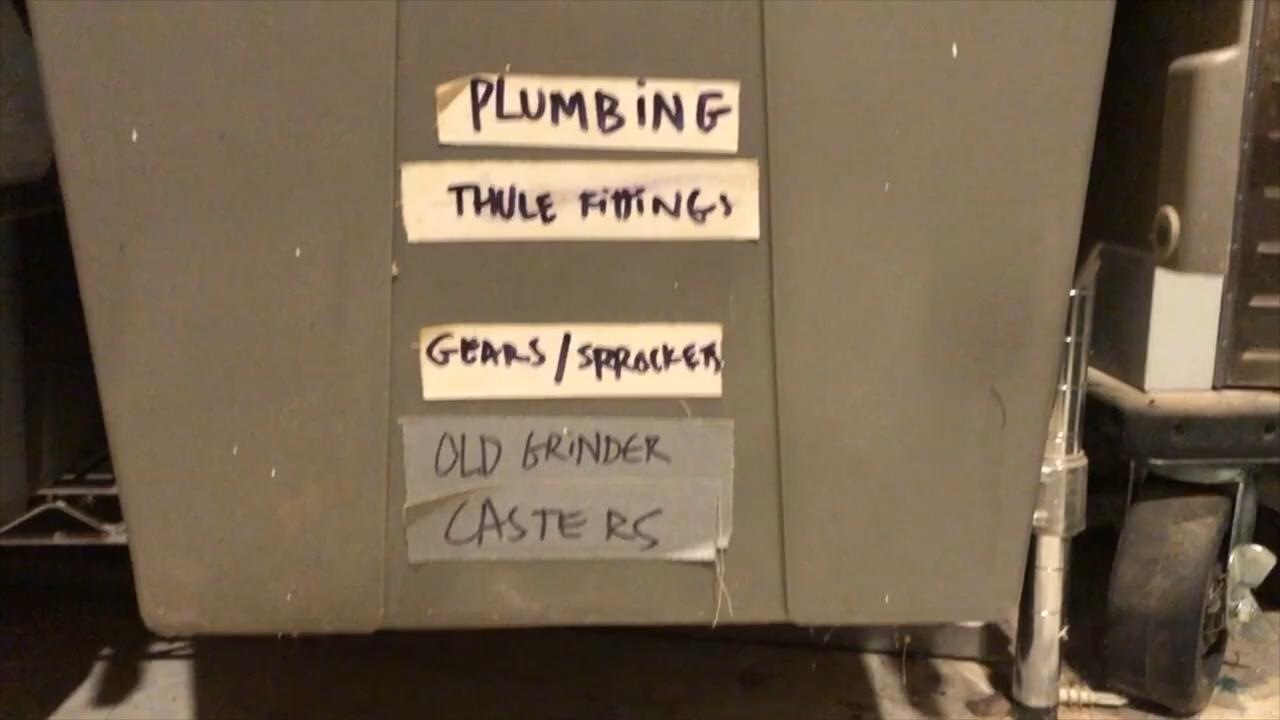 PLUMBING
THULE FITTINGS
GEARS/SPROCKETS
OLD GRINDER
CASTERS